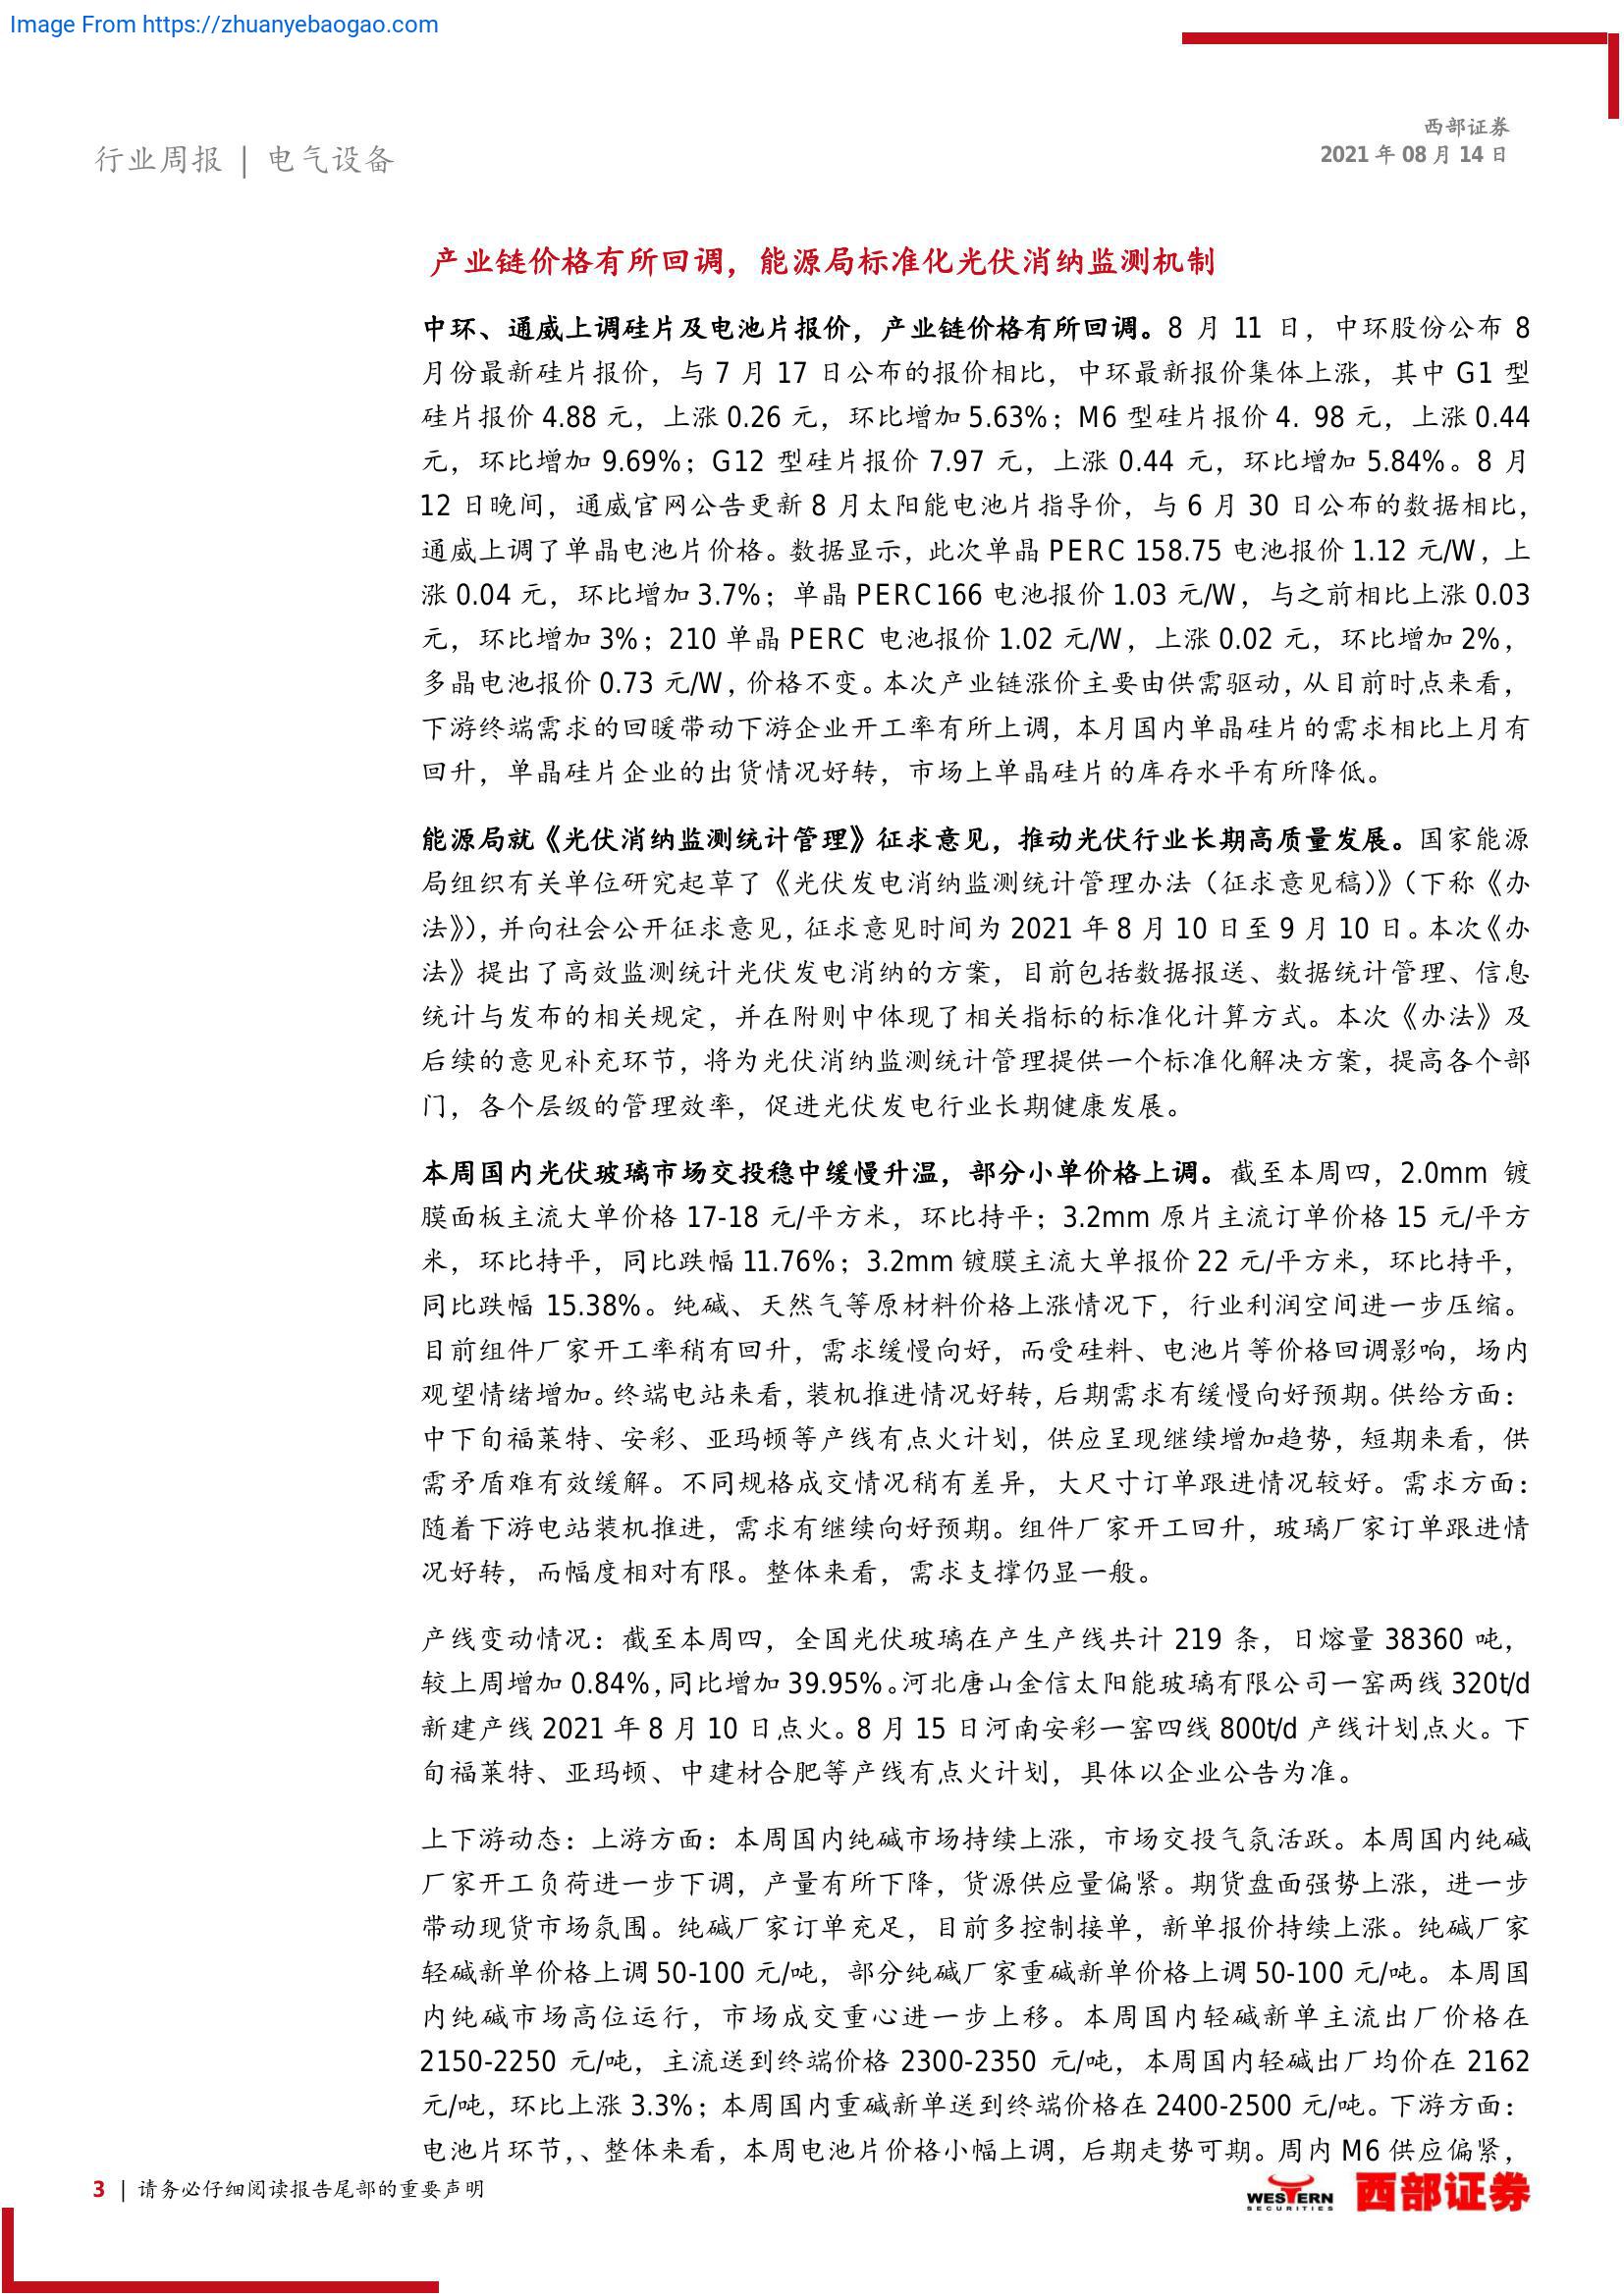 Image From https://zhuanyebaogao.com
西部证券
2021 年 08 月 14 日
行业周报 | 电气设备
产业链价格有所回调，能源局标准化光伏消纳监测机制
中环、通威上调硅片及电池片报价，产业链价格有所回调。8 月 11 日，中环股份公布 8
月份最新硅片报价，与 7 月 17 日公布的报价相比，中环最新报价集体上涨，其中 G1 型
硅片报价 4.88 元，上涨 0.26 元，环比增加 5.63%；M6 型硅片报价 4. 98 元，上涨 0.44
元，环比增加 9.69%；G12 型硅片报价 7.97 元，上涨 0.44 元，环比增加 5.84%。8 月
12 日晚间，通威官网公告更新 8 月太阳能电池片指导价，与 6 月 30 日公布的数据相比，
通威上调了单晶电池片价格。数据显示，此次单晶 PERC 158.75 电池报价 1.12 元/W，上
涨 0.04 元，环比增加 3.7%；单晶 PERC166 电池报价 1.03 元/W，与之前相比上涨 0.03
元，环比增加 3%；210 单晶 PERC 电池报价 1.02 元/W，上涨 0.02 元，环比增加 2%，
多晶电池报价 0.73 元/W，价格不变。本次产业链涨价主要由供需驱动，从目前时点来看，
下游终端需求的回暖带动下游企业开工率有所上调，本月国内单晶硅片的需求相比上月有
回升，单晶硅片企业的出货情况好转，市场上单晶硅片的库存水平有所降低。
能源局就《光伏消纳监测统计管理》征求意见，推动光伏行业长期高质量发展。国家能源
局组织有关单位研究起草了《光伏发电消纳监测统计管理办法（征求意见稿）》（下称《办
法》），并向社会公开征求意见，征求意见时间为 2021 年 8 月 10 日至 9 月 10 日。本次《办
法》提出了高效监测统计光伏发电消纳的方案，目前包括数据报送、数据统计管理、信息
统计与发布的相关规定，并在附则中体现了相关指标的标准化计算方式。本次《办法》及
后续的意见补充环节，将为光伏消纳监测统计管理提供一个标准化解决方案，提高各个部
门，各个层级的管理效率，促进光伏发电行业长期健康发展。
本周国内光伏玻璃市场交投稳中缓慢升温，部分小单价格上调。截至本周四，2.0mm 镀
膜面板主流大单价格 17-18 元/平方米，环比持平；3.2mm 原片主流订单价格 15 元/平方
米，环比持平，同比跌幅 11.76%；3.2mm 镀膜主流大单报价 22 元/平方米，环比持平，
同比跌幅 15.38%。纯碱、天然气等原材料价格上涨情况下，行业利润空间进一步压缩。
目前组件厂家开工率稍有回升，需求缓慢向好，而受硅料、电池片等价格回调影响，场内
观望情绪增加。终端电站来看，装机推进情况好转，后期需求有缓慢向好预期。供给方面：
中下旬福莱特、安彩、亚玛顿等产线有点火计划，供应呈现继续增加趋势，短期来看，供
需矛盾难有效缓解。不同规格成交情况稍有差异，大尺寸订单跟进情况较好。需求方面：
随着下游电站装机推进，需求有继续向好预期。组件厂家开工回升，玻璃厂家订单跟进情
况好转，而幅度相对有限。整体来看，需求支撑仍显一般。
产线变动情况：截至本周四，全国光伏玻璃在产生产线共计 219 条，日熔量 38360 吨，
较上周增加 0.84%，同比增加 39.95%。河北唐山金信太阳能玻璃有限公司一窑两线 320t/d
新建产线 2021 年 8 月 10 日点火。8 月 15 日河南安彩一窑四线 800t/d 产线计划点火。下
旬福莱特、亚玛顿、中建材合肥等产线有点火计划，具体以企业公告为准。
上下游动态：上游方面：本周国内纯碱市场持续上涨，市场交投气氛活跃。本周国内纯碱
厂家开工负荷进一步下调，产量有所下降，货源供应量偏紧。期货盘面强势上涨，进一步
带动现货市场氛围。纯碱厂家订单充足，目前多控制接单，新单报价持续上涨。纯碱厂家
轻碱新单价格上调 50-100 元/吨，部分纯碱厂家重碱新单价格上调 50-100 元/吨。本周国
内纯碱市场高位运行，市场成交重心进一步上移。本周国内轻碱新单主流出厂价格在
2150-2250 元/吨，主流送到终端价格 2300-2350 元/吨，本周国内轻碱出厂均价在 2162
元/吨，环比上涨 3.3%；本周国内重碱新单送到终端价格在 2400-2500 元/吨。下游方面：
电池片环节，、整体来看，本周电池片价格小幅上调，后期走势可期。周内 M6 供应偏紧，
3 | 请务必仔细阅读报告尾部的重要声明
WESTERN
SECURITIES
西部证券